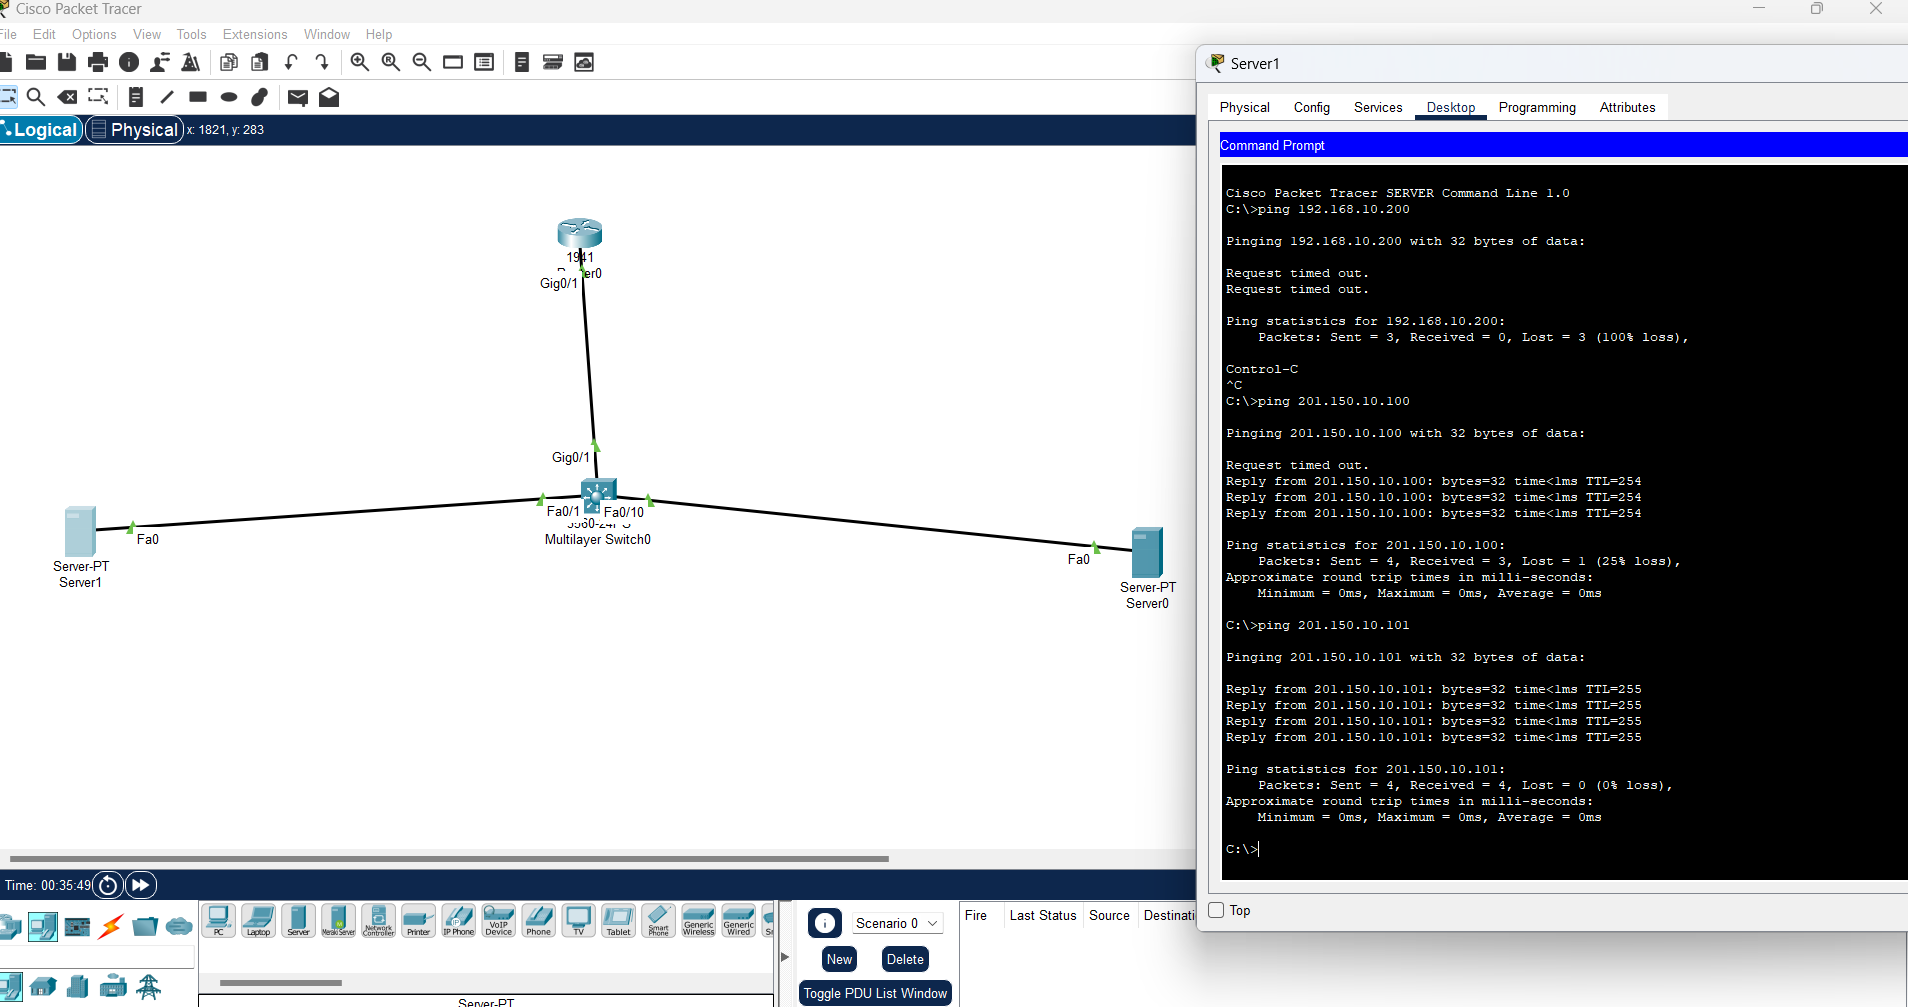 Cisco Packet Tracer
File Edit Options View Tools Extensions Window Help
Logical Physical x: 1821, y: 283
1941
Gig0/1
Gig0/1
Fa0/1 Fa0/10
Multilayer Switch0
Fa0
Server-PT
Server1
Fa0
Server-PT
Server0
Time: 00:35:49
PC Laptop Server Meraki Server Network Controller Printer IP Phone VoIP Device Phone TV Tablet Smart Phone Generic Wireless Generic Wired
Server-PT
Scenario 0
New Delete
Toggle PDU List Window
Fire Last Status Source Destinati
Server1
Physical Config Services Desktop Programming Attributes
Command Prompt
Cisco Packet Tracer SERVER Command Line 1.0
C:\>ping 192.168.10.200
Pinging 192.168.10.200 with 32 bytes of data:
Request timed out.
Request timed out.
Ping statistics for 192.168.10.200:
Packets: Sent = 3, Received = 0, Lost = 3 (100% loss),
Control-C
^C
C:\>ping 201.150.10.100
Pinging 201.150.10.100 with 32 bytes of data:
Request timed out.
Reply from 201.150.10.100: bytes=32 time<1ms TTL=254
Reply from 201.150.10.100: bytes=32 time<1ms TTL=254
Reply from 201.150.10.100: bytes=32 time<1ms TTL=254
Ping statistics for 201.150.10.100:
Packets: Sent = 4, Received = 3, Lost = 1 (25% loss),
Approximate round trip times in milli-seconds:
Minimum = 0ms, Maximum = 0ms, Average = 0ms
C:\>ping 201.150.10.101
Pinging 201.150.10.101 with 32 bytes of data:
Reply from 201.150.10.101: bytes=32 time<1ms TTL=255
Reply from 201.150.10.101: bytes=32 time<1ms TTL=255
Reply from 201.150.10.101: bytes=32 time<1ms TTL=255
Reply from 201.150.10.101: bytes=32 time<1ms TTL=255
Ping statistics for 201.150.10.101:
Packets: Sent = 4, Received = 4, Lost = 0 (0% loss),
Approximate round trip times in milli-seconds:
Minimum = 0ms, Maximum = 0ms, Average = 0ms
C:\>
Top